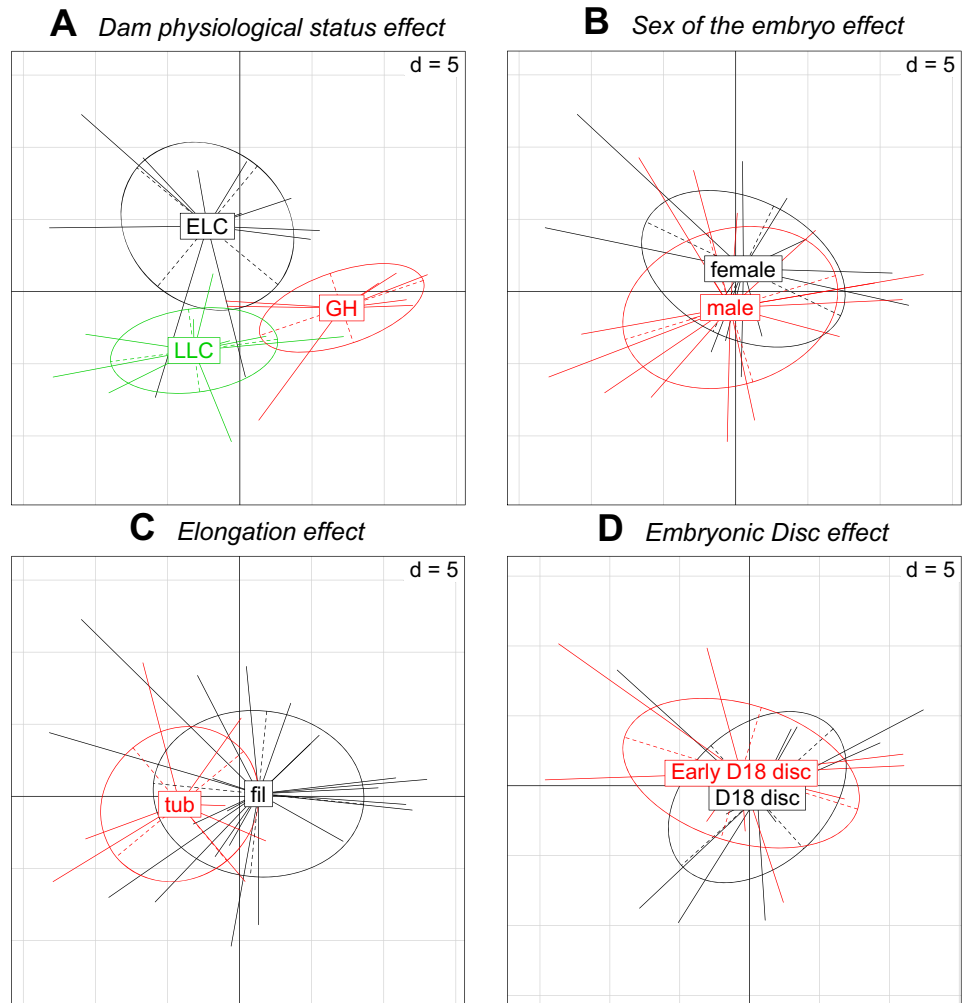 A Dam physiological status effect
d = 5
ELC
GH
LLC
B Sex of the embryo effect
d = 5
female
male
C Elongation effect
d = 5
tub
fil
D Embryonic Disc effect
d = 5
Early D18 disc
D18 disc